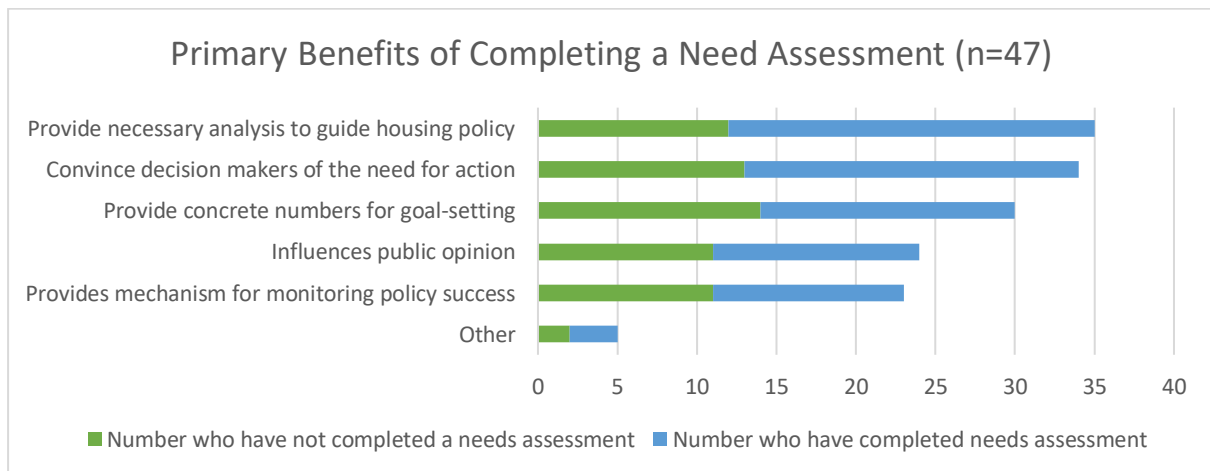 Primary Benefits of Completing a Need Assessment (n=47)
Provide necessary analysis to guide housing policy
Convince decision makers of the need for action
Provide concrete numbers for goal-setting
Influences public opinion
Provides mechanism for monitoring policy success
Other
0 5 10 15 20 25 30 35 40
Number who have not completed a needs assessment Number who have completed needs assessment